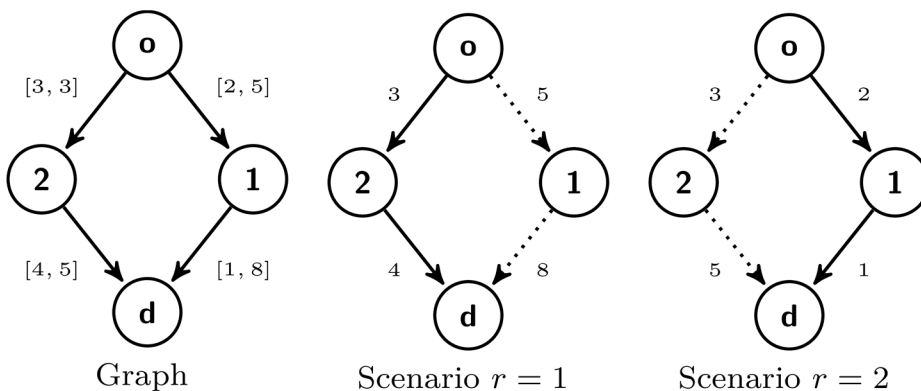 o
[3, 3]
[2, 5]
2
1
[4, 5]
[1, 8]
d
Graph
o
3
5
2
1
4
8
d
Scenario r = 1
o
3
2
2
1
5
1
d
Scenario r = 2